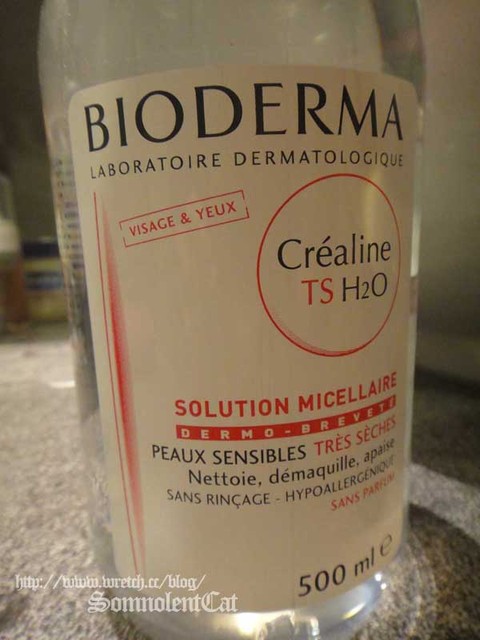 BIODERMA
LABORATOIRE DERMATOLOGIQUE
VISAGE & YEUX
Créaline
TS H2O
SOLUTION MICELLAIRE
DERMO-BREVETÉ
PEAUX SENSIBLES TRÈS SÈCHES
Nettoie, démaquille, apaise
SANS RINÇAGE - HYPOALLERGÉNIQUE
SANS PARFUM
500 ml e
http://www.wretch.cc/blog/
SomnolentCat